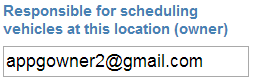 Responsible for scheduling
vehicles at this location (owner)
appgowner2@gmail.com